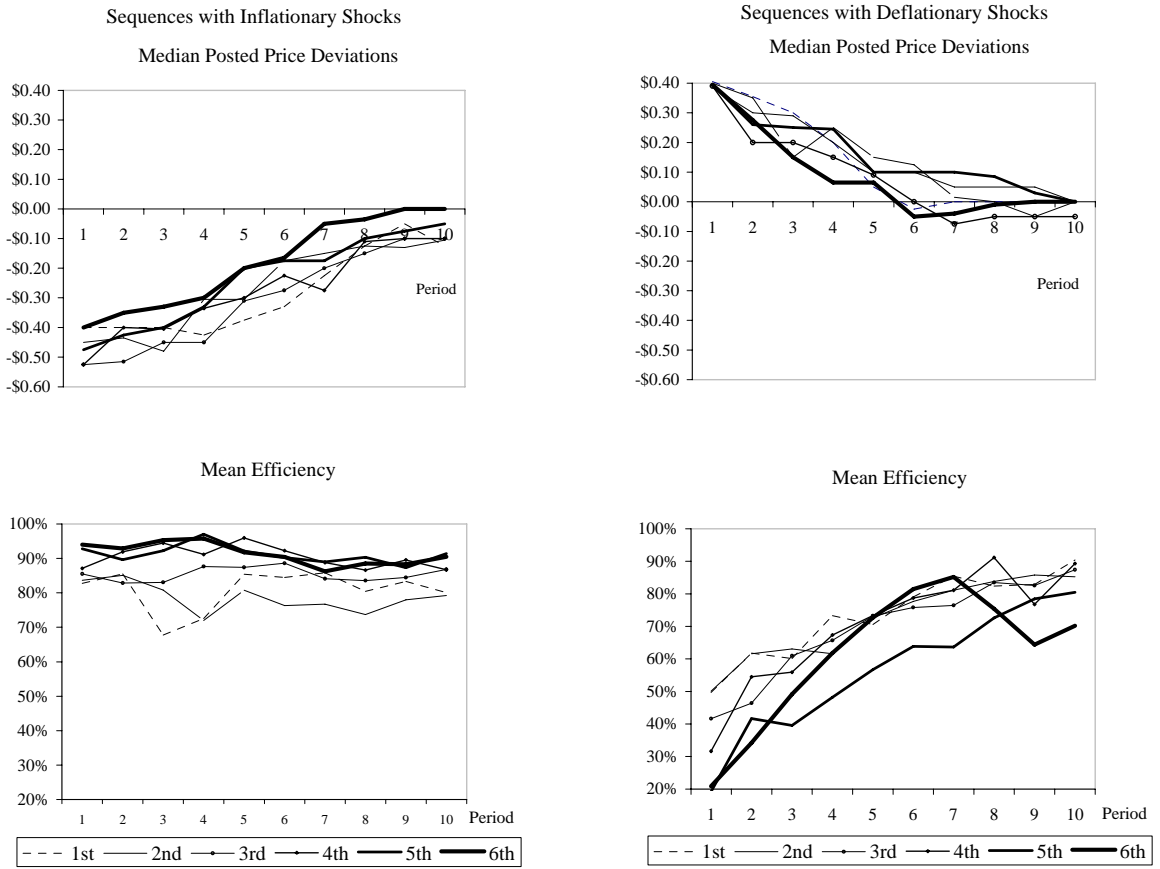 Sequences with Inflationary Shocks
Median Posted Price Deviations
$0.40
$0.30
$0.20
$0.10
$0.00
-$0.10
-$0.20
-$0.30
-$0.40
-$0.50
-$0.60
1 2 3 4 5 6 7 8 9 10
Period
Sequences with Deflationary Shocks
Median Posted Price Deviations
$0.40
$0.30
$0.20
$0.10
$0.00
-$0.10
-$0.20
-$0.30
-$0.40
-$0.50
-$0.60
1 2 3 4 5 6 7 8 9 10
Period
Mean Efficiency
100%
90%
80%
70%
60%
50%
40%
30%
20%
1 2 3 4 5 6 7 8 9 10 Period
1st 2nd 3rd 4th 5th 6th
Mean Efficiency
100%
90%
80%
70%
60%
50%
40%
30%
20%
1 2 3 4 5 6 7 8 9 10 Period
1st 2nd 3rd 4th 5th 6th